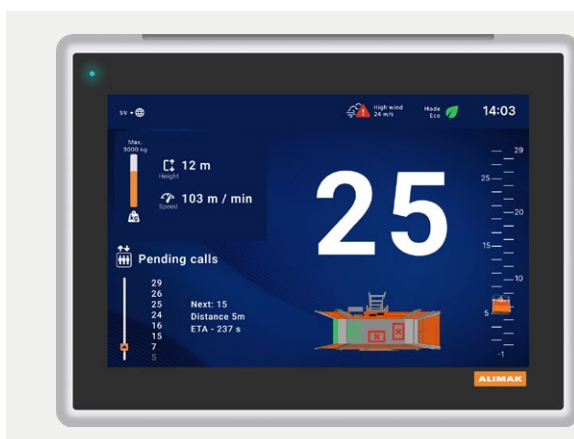 SV
High wind
24 m/s
Mode
Eco
14:03
Max.
3000 kg
12 m
Height
103 m / min
Speed
KG
25
29
25
20
15
10
5
-1
Pending calls
29
26
25
24
16
15
7
5
Next: 15
Distance 5m
ETA - 237 s
ALIMAK